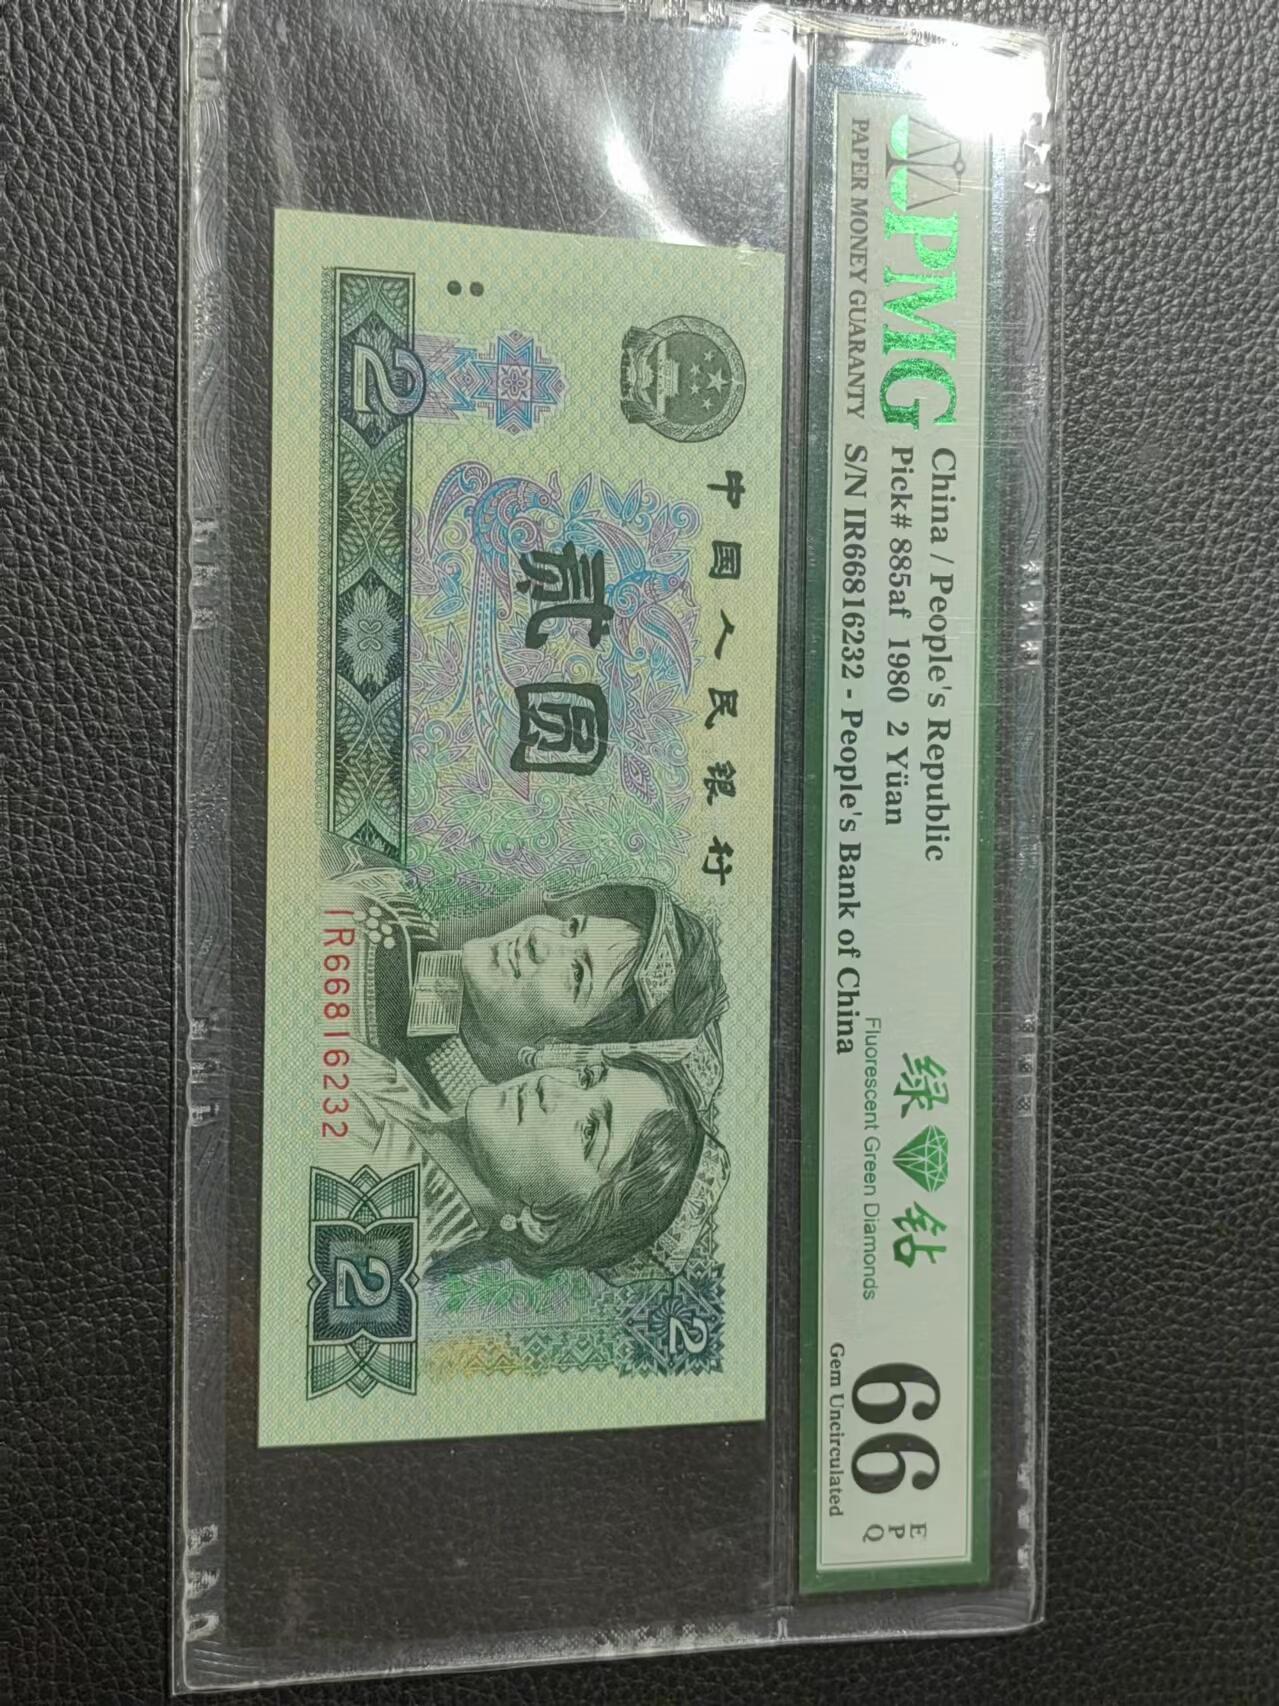 PMG
PAPER MONEY GUARANTY
China / People's Republic
Pick# 885af 1980 2 Yüan
S/N IR66816232 - People's Bank of China
绿 钻
Fluorescent Green Diamonds
66
EPQ
Gem Uncirculated
中国人民银行
贰圆
2
IR66816232
2
2